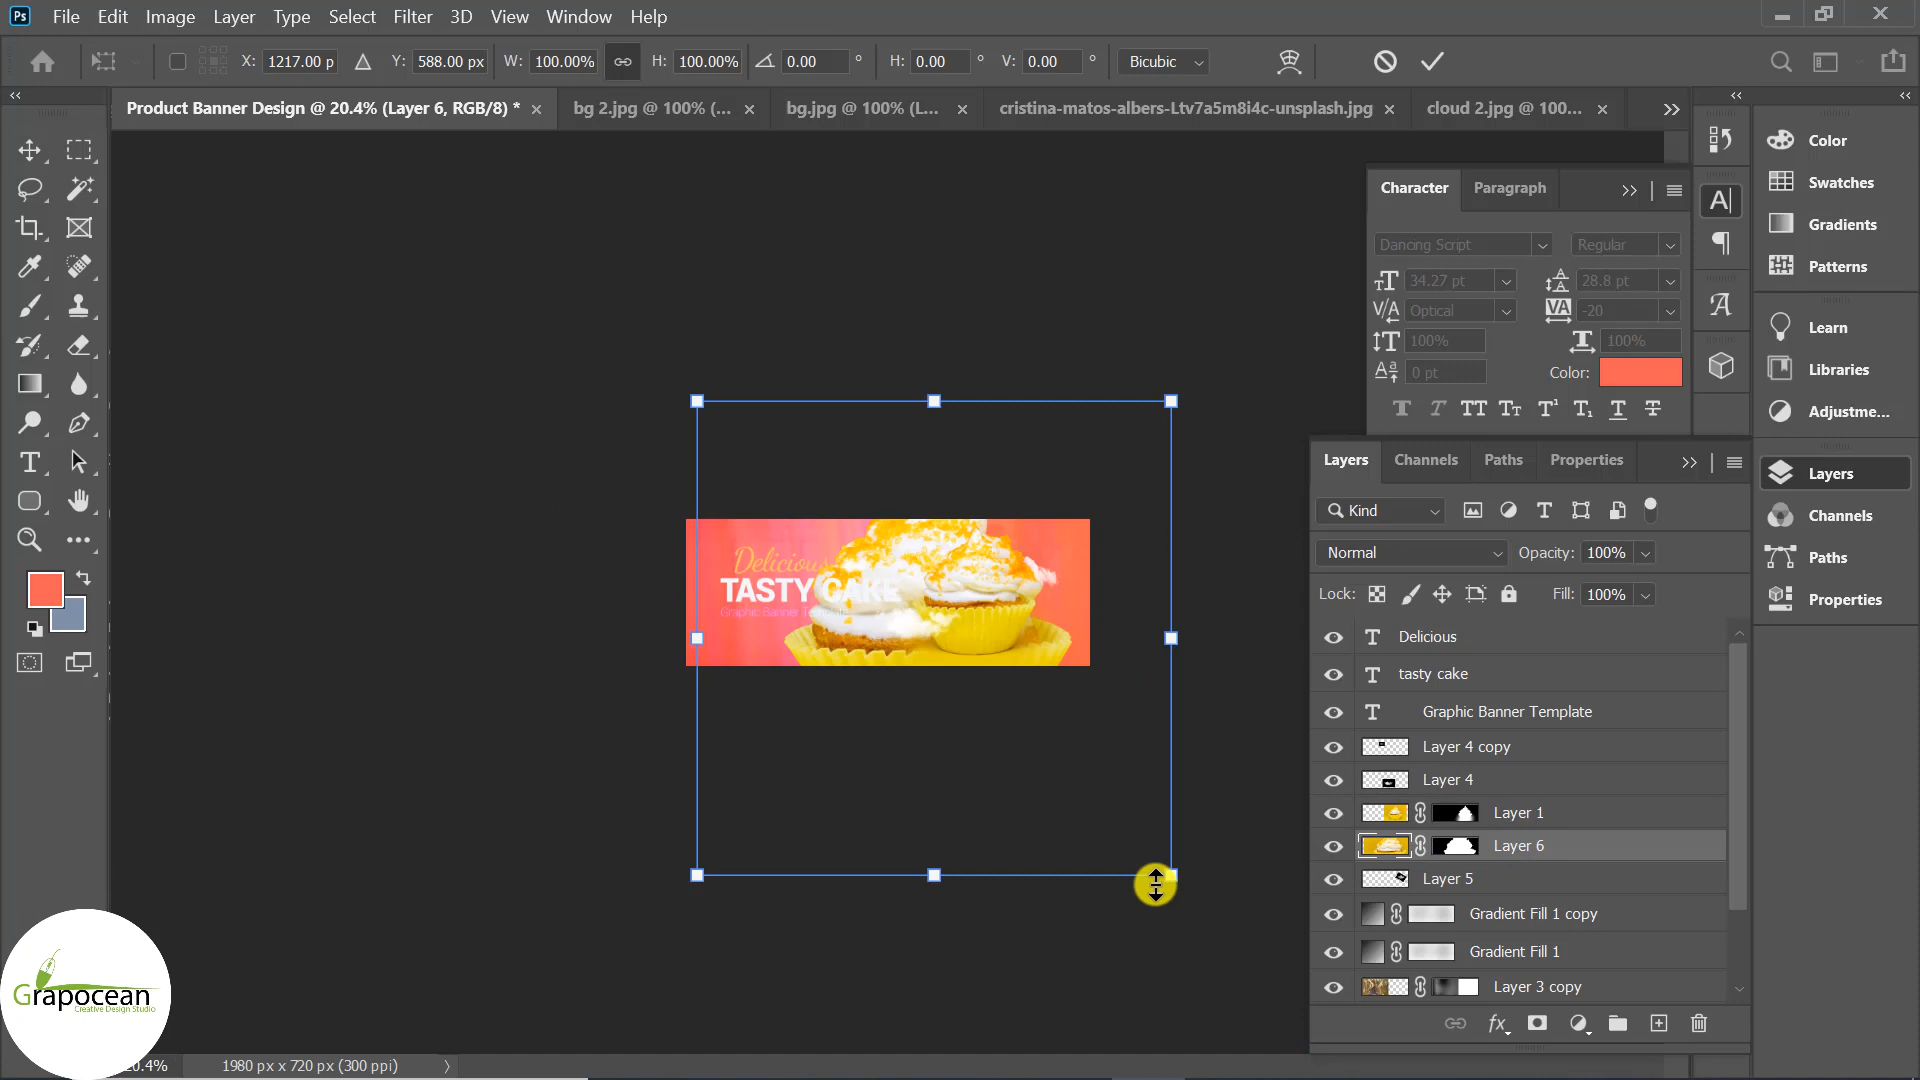 Ps File Edit Image Layer Type Select Filter 3D View Window Help
X: 1217.00 p Y: 588.00 px W: 100.00% H: 100.00% 0.00 ° H: 0.00 ° V: 0.00 ° Bicubic
Product Banner Design @ 20.4% (Layer 6, RGB/8) * × bg 2.jpg @ 100% (... × bg.jpg @ 100% (L... × cristina-matos-albers-Ltv7a5m8i4c-unsplash.jpg × cloud 2.jpg @ 100... ×
Character Paragraph
Dancing Script Regular
34.27 pt 28.8 pt
Optical -20
100% 100%
0 pt Color:
Layers Channels Paths Properties
Kind
Normal Opacity: 100%
Lock: Fill: 100%
Delicious
tasty cake
Graphic Banner Template
Layer 4 copy
Layer 4
Layer 1
Layer 6
Layer 5
Gradient Fill 1 copy
Gradient Fill 1
Layer 3 copy
Color
Swatches
Gradients
Patterns
Learn
Libraries
Adjustme...
Layers
Channels
Paths
Properties
Delicious
TASTY CAKE
Graphic Banner Template
Grapocean
Creative Design Studio
20.4% 1980 px x 720 px (300 ppi)